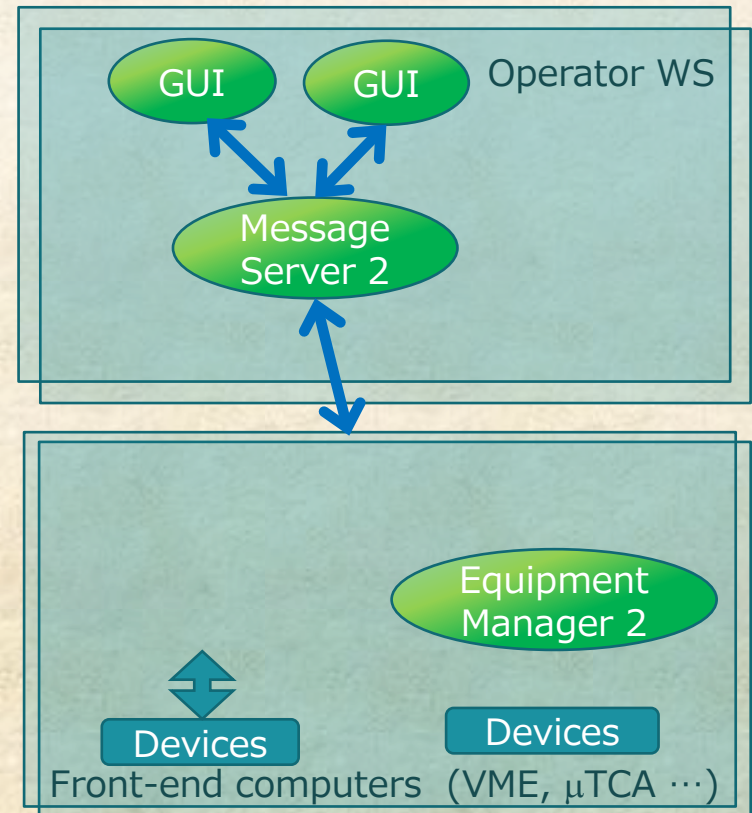 GUI
GUI
Operator WS
Message
Server 2
Equipment
Manager 2
Devices
Devices
Front-end computers (VME, μTCA ⋯)